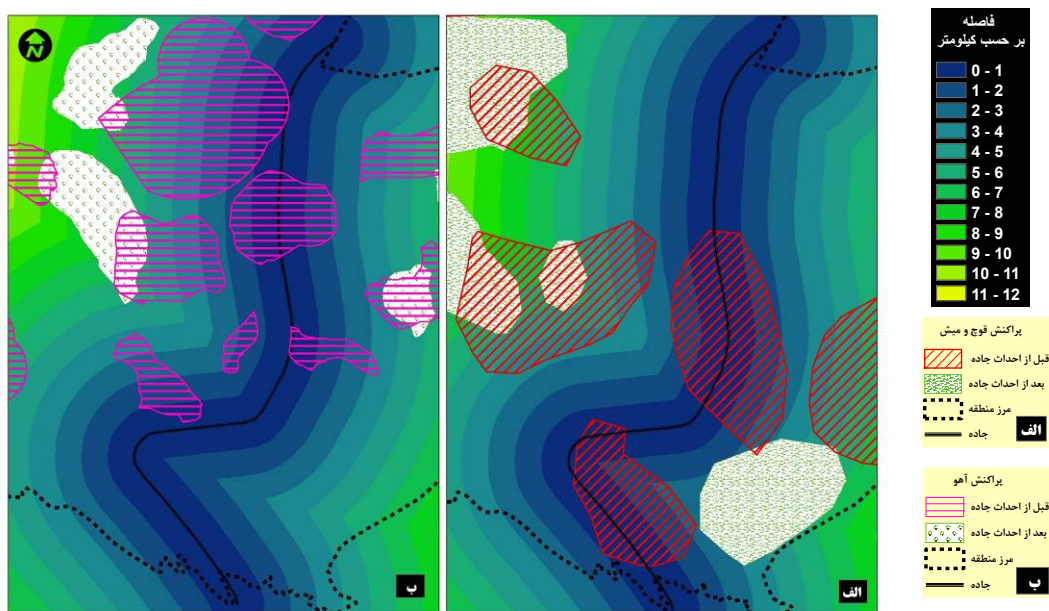 N
ب
الف
فاصله
بر حسب کیلومتر
0 - 1
1 - 2
2 - 3
3 - 4
4 - 5
5 - 6
6 - 7
7 - 8
8 - 9
9 - 10
10 - 11
11 - 12
پراکنش قوچ و میش
قبل از احداث جاده
بعد از احداث جاده
مرز منطقه
جاده
الف
پراکنش آهو
قبل از احداث جاده
بعد از احداث جاده
مرز منطقه
جاده
ب